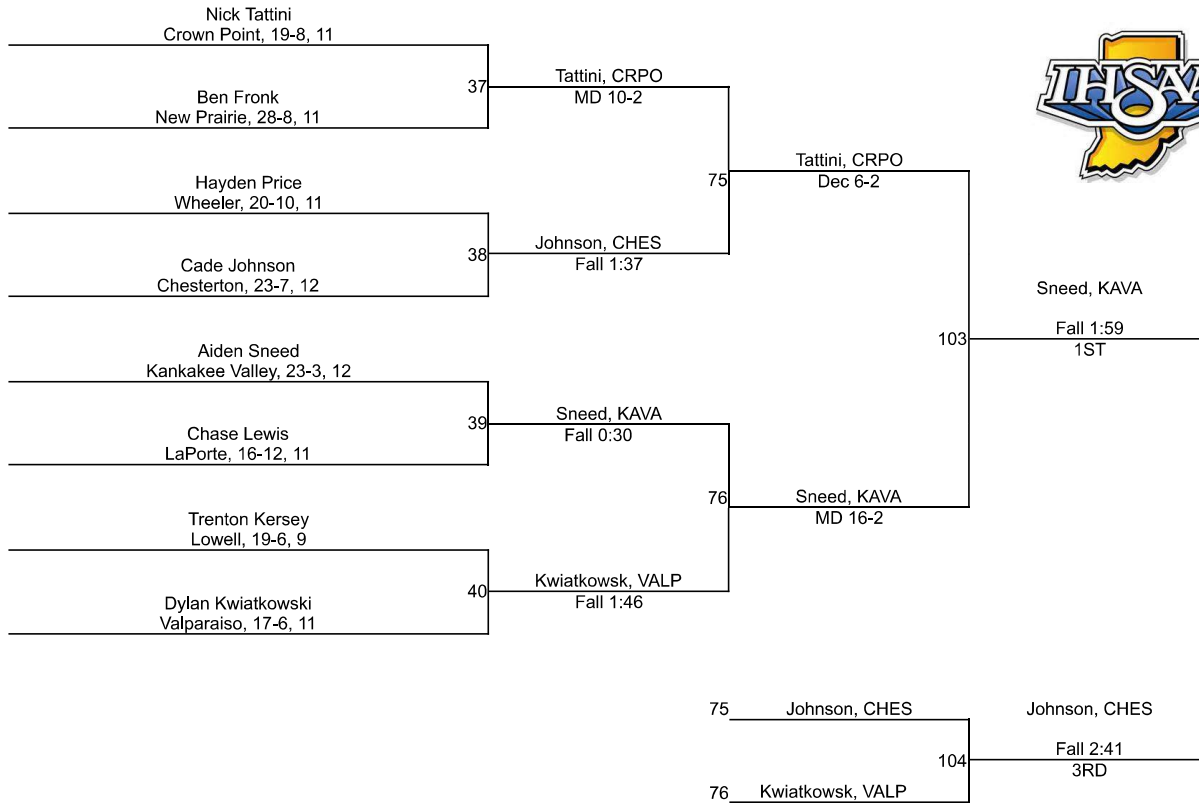 Nick Tattini
Crown Point, 19-8, 11
37
Tattini, CRPO
MD 10-2
Ben Fronk
New Prairie, 28-8, 11
75
Tattini, CRPO
Dec 6-2
Hayden Price
Wheeler, 20-10, 11
38
Johnson, CHES
Fall 1:37
Cade Johnson
Chesterton, 23-7, 12
103
Sneed, KAVA
Fall 1:59
1ST
Aiden Sneed
Kankakee Valley, 23-3, 12
39
Sneed, KAVA
Fall 0:30
Chase Lewis
LaPorte, 16-12, 11
76
Sneed, KAVA
MD 16-2
Trenton Kersey
Lowell, 19-6, 9
40
Kwiatkowsk, VALP
Fall 1:46
Dylan Kwiatkowski
Valparaiso, 17-6, 11
75
Johnson, CHES
104
Johnson, CHES
Fall 2:41
3RD
76
Kwiatkowsk, VALP
IHSAA